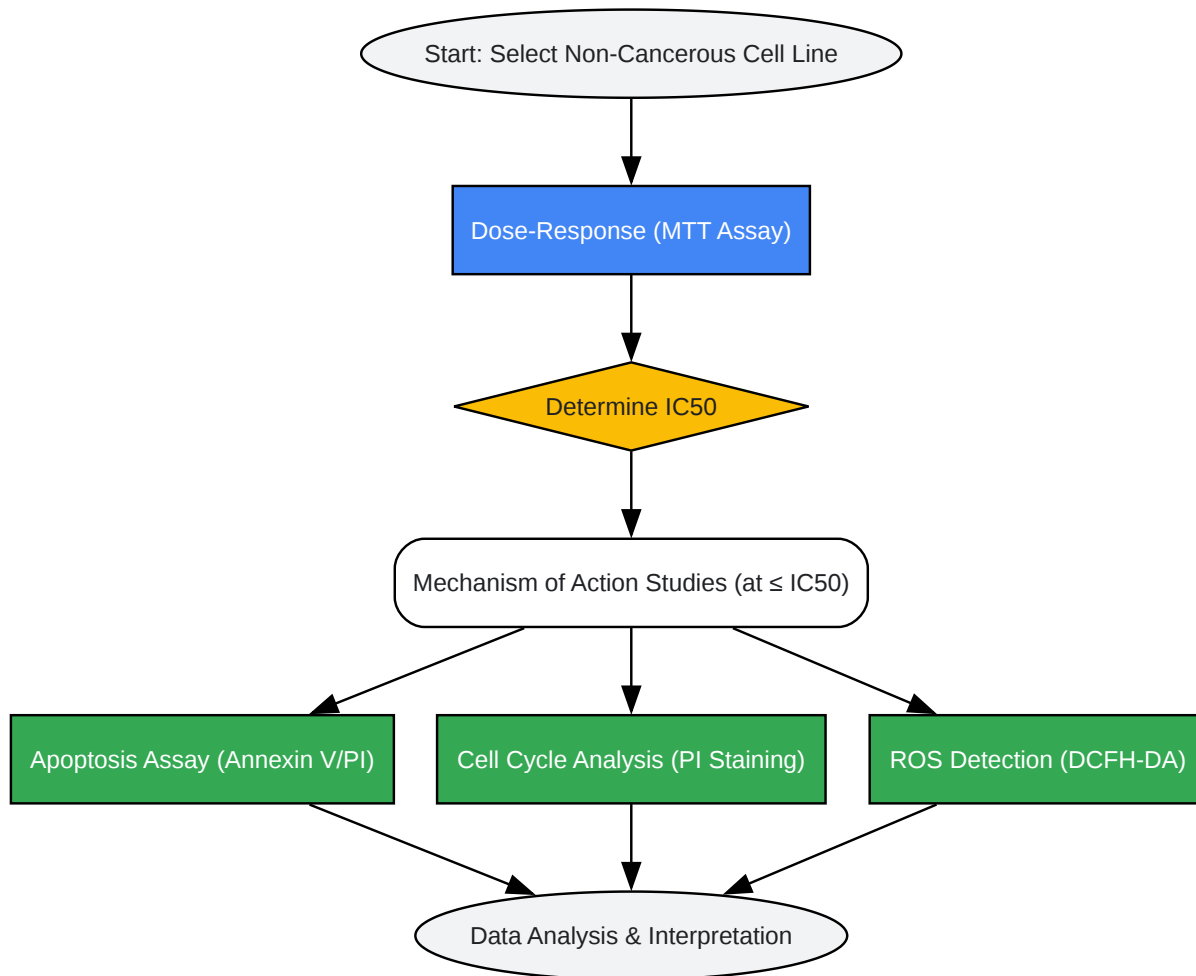 Start: Select Non-Cancerous Cell Line
Dose-Response (MTT Assay)
Determine IC50
Mechanism of Action Studies (at ≤ IC50)
Apoptosis Assay (Annexin V/PI)
Cell Cycle Analysis (PI Staining)
ROS Detection (DCFH-DA)
Data Analysis & Interpretation